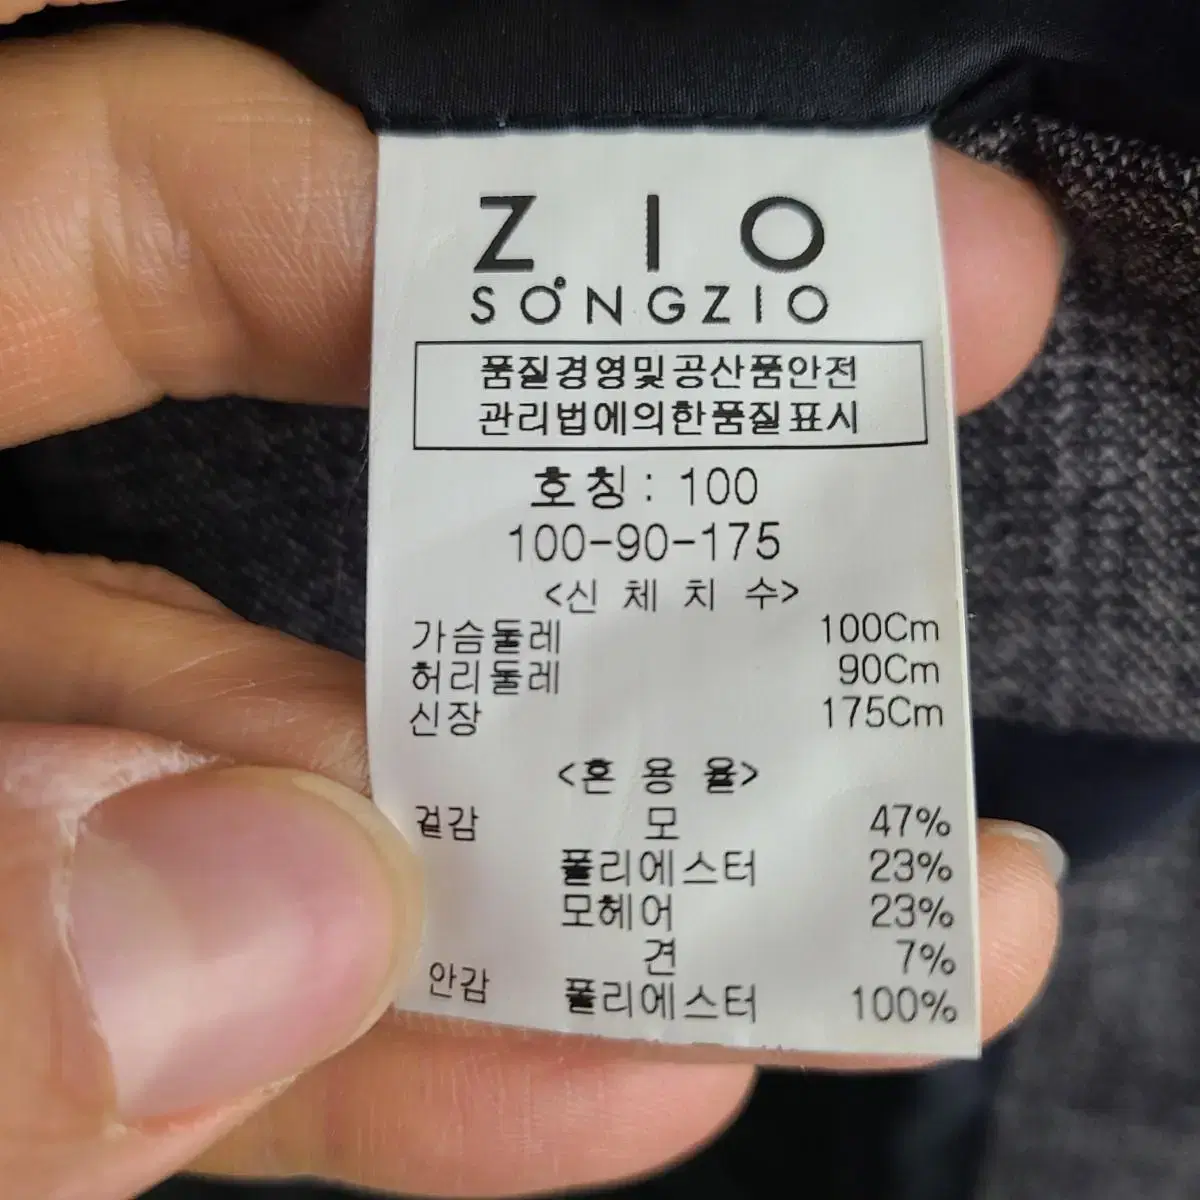 ZIO
SONGZIO
품질경영및공산품안전
관리법에의한품질표시
호칭: 100
100-90-175
<신 체 치 수>
가슴둘레 100Cm
허리둘레 90Cm
신장 175Cm
<혼 용 율>
겉감 모 47%
폴리에스터 23%
모헤어 23%
견 7%
안감 폴리에스터 100%